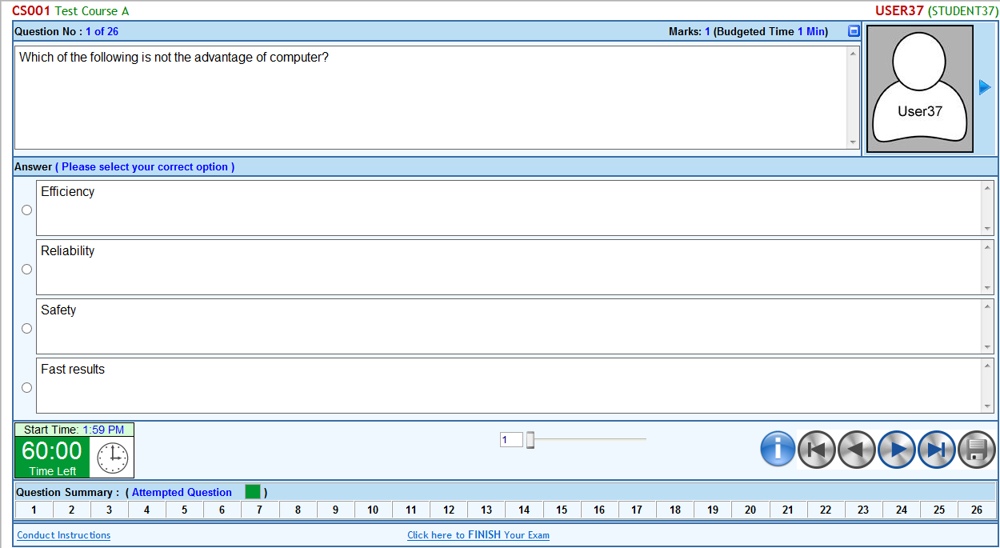 CS001 Test Course A
USER37 (STUDENT37)
Question No : 1 of 26
Marks: 1 (Budgeted Time 1 Min)
Which of the following is not the advantage of computer?
User37
Answer ( Please select your correct option )
Efficiency
Reliability
Safety
Fast results
Start Time: 1:59 PM
60:00
Time Left
1
i
Question Summary : ( Attempted Question )
1 2 3 4 5 6 7 8 9 10 11 12 13 14 15 16 17 18 19 20 21 22 23 24 25 26
Conduct Instructions
Click here to FINISH Your Exam